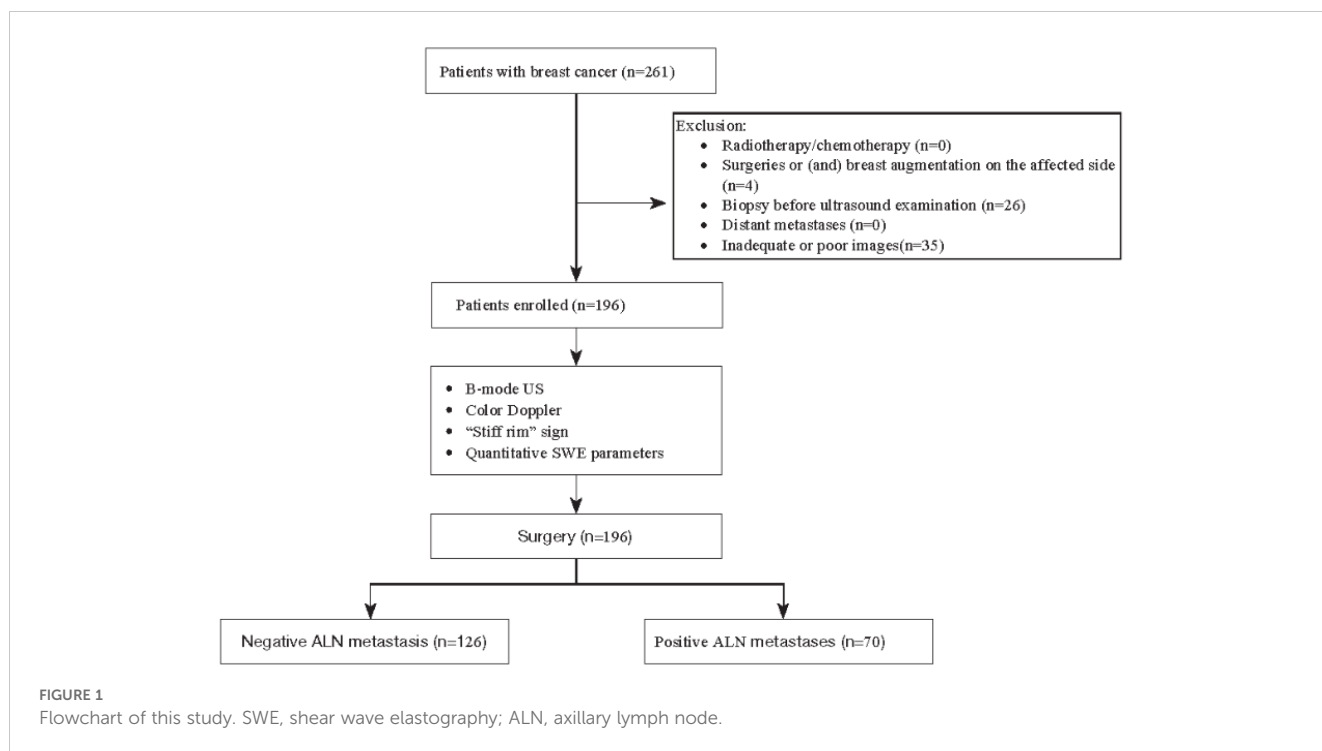 Patients with breast cancer (n=261)
Exclusion:
• Radiotherapy/chemotherapy (n=0)
• Surgeries or (and) breast augmentation on the affected side
(n=4)
• Biopsy before ultrasound examination (n=26)
• Distant metastases (n=0)
• Inadequate or poor images(n=35)
Patients enrolled (n=196)
• B-mode US
• Color Doppler
• “Stiff rim” sign
• Quantitative SWE parameters
Surgery (n=196)
Negative ALN metastasis (n=126)
Positive ALN metastases (n=70)
FIGURE 1
Flowchart of this study. SWE, shear wave elastography; ALN, axillary lymph node.